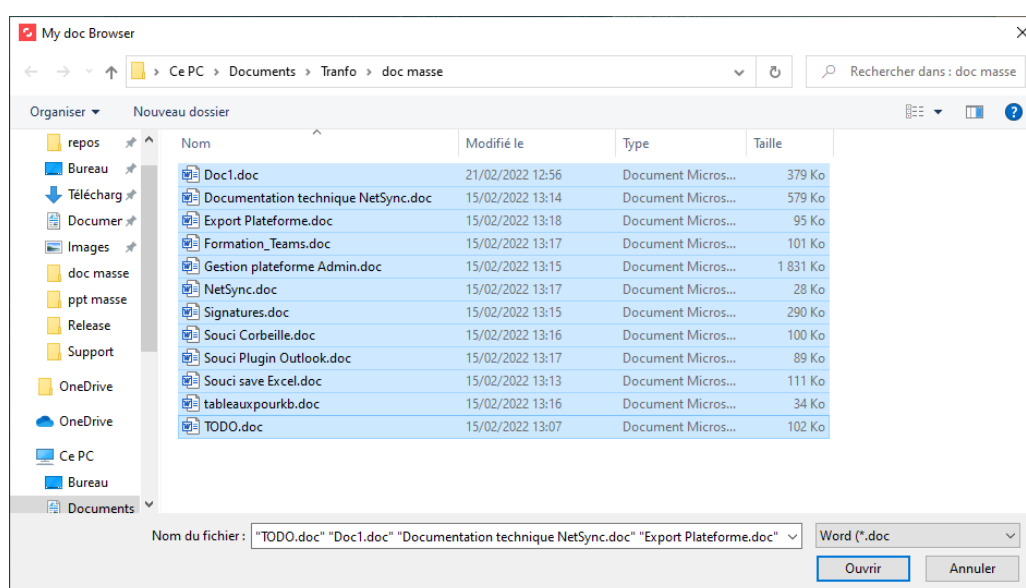 My doc Browser
Ce PC > Documents > Tranfo > doc masse
Rechercher dans : doc masse
Organiser
Nouveau dossier
repos
Bureau
Télécharg
Documer
Images
doc masse
ppt masse
Release
Support
OneDrive
OneDrive
Ce PC
Bureau
Documents
Nom Modifié le Type Taille
Doc1.doc 21/02/2022 12:56 Document Micros... 379 Ko
Documentation technique NetSync.doc 15/02/2022 13:14 Document Micros... 579 Ko
Export Plateforme.doc 15/02/2022 13:18 Document Micros... 95 Ko
Formation_Teams.doc 15/02/2022 13:17 Document Micros... 101 Ko
Gestion plateforme Admin.doc 15/02/2022 13:15 Document Micros... 1 831 Ko
NetSync.doc 15/02/2022 13:17 Document Micros... 28 Ko
Signatures.doc 15/02/2022 13:15 Document Micros... 290 Ko
Souci Corbeille.doc 15/02/2022 13:16 Document Micros... 100 Ko
Souci Plugin Outlook.doc 15/02/2022 13:17 Document Micros... 89 Ko
Souci save Excel.doc 15/02/2022 13:13 Document Micros... 111 Ko
tableauxpourkb.doc 15/02/2022 13:16 Document Micros... 34 Ko
TODO.doc 15/02/2022 13:07 Document Micros... 102 Ko
Nom du fichier : "TODO.doc" "Doc1.doc" "Documentation technique NetSync.doc" "Export Plateforme.doc"
Word (*.doc
Ouvrir
Annuler